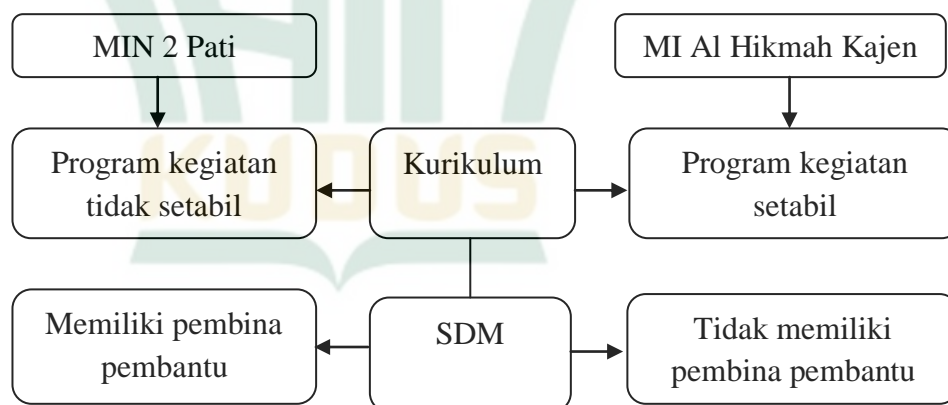 MIN 2 Pati
MI Al Hikmah Kajen
Program kegiatan
tidak setabil
Kurikulum
Program kegiatan
setabil
Memiliki pembina
pembantu
SDM
Tidak memiliki
pembina pembantu
KUDUS